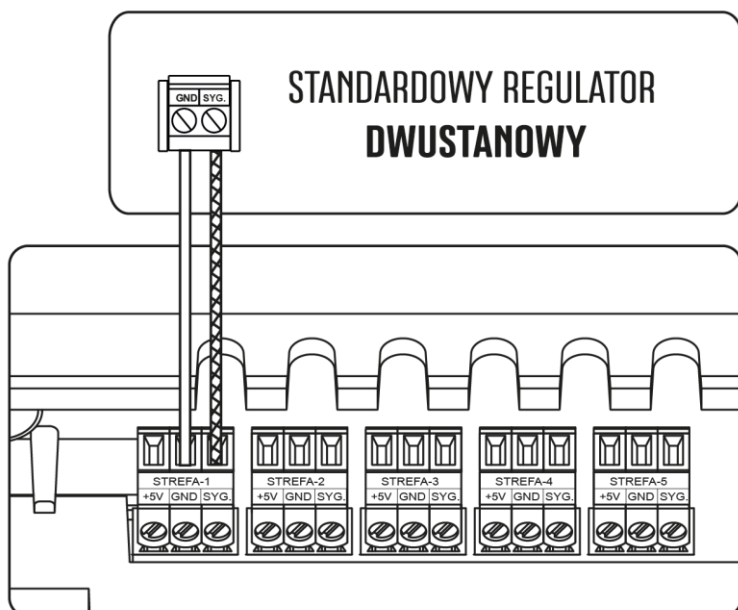 GND SYG.
STANDARDOWY REGULATOR
DWUSTANOWY
STREFA-1 STREFA-2 STREFA-3 STREFA-4 STREFA-5
+5V GND SYG. +5V GND SYG. +5V GND SYG. +5V GND SYG. +5V GND SYG.